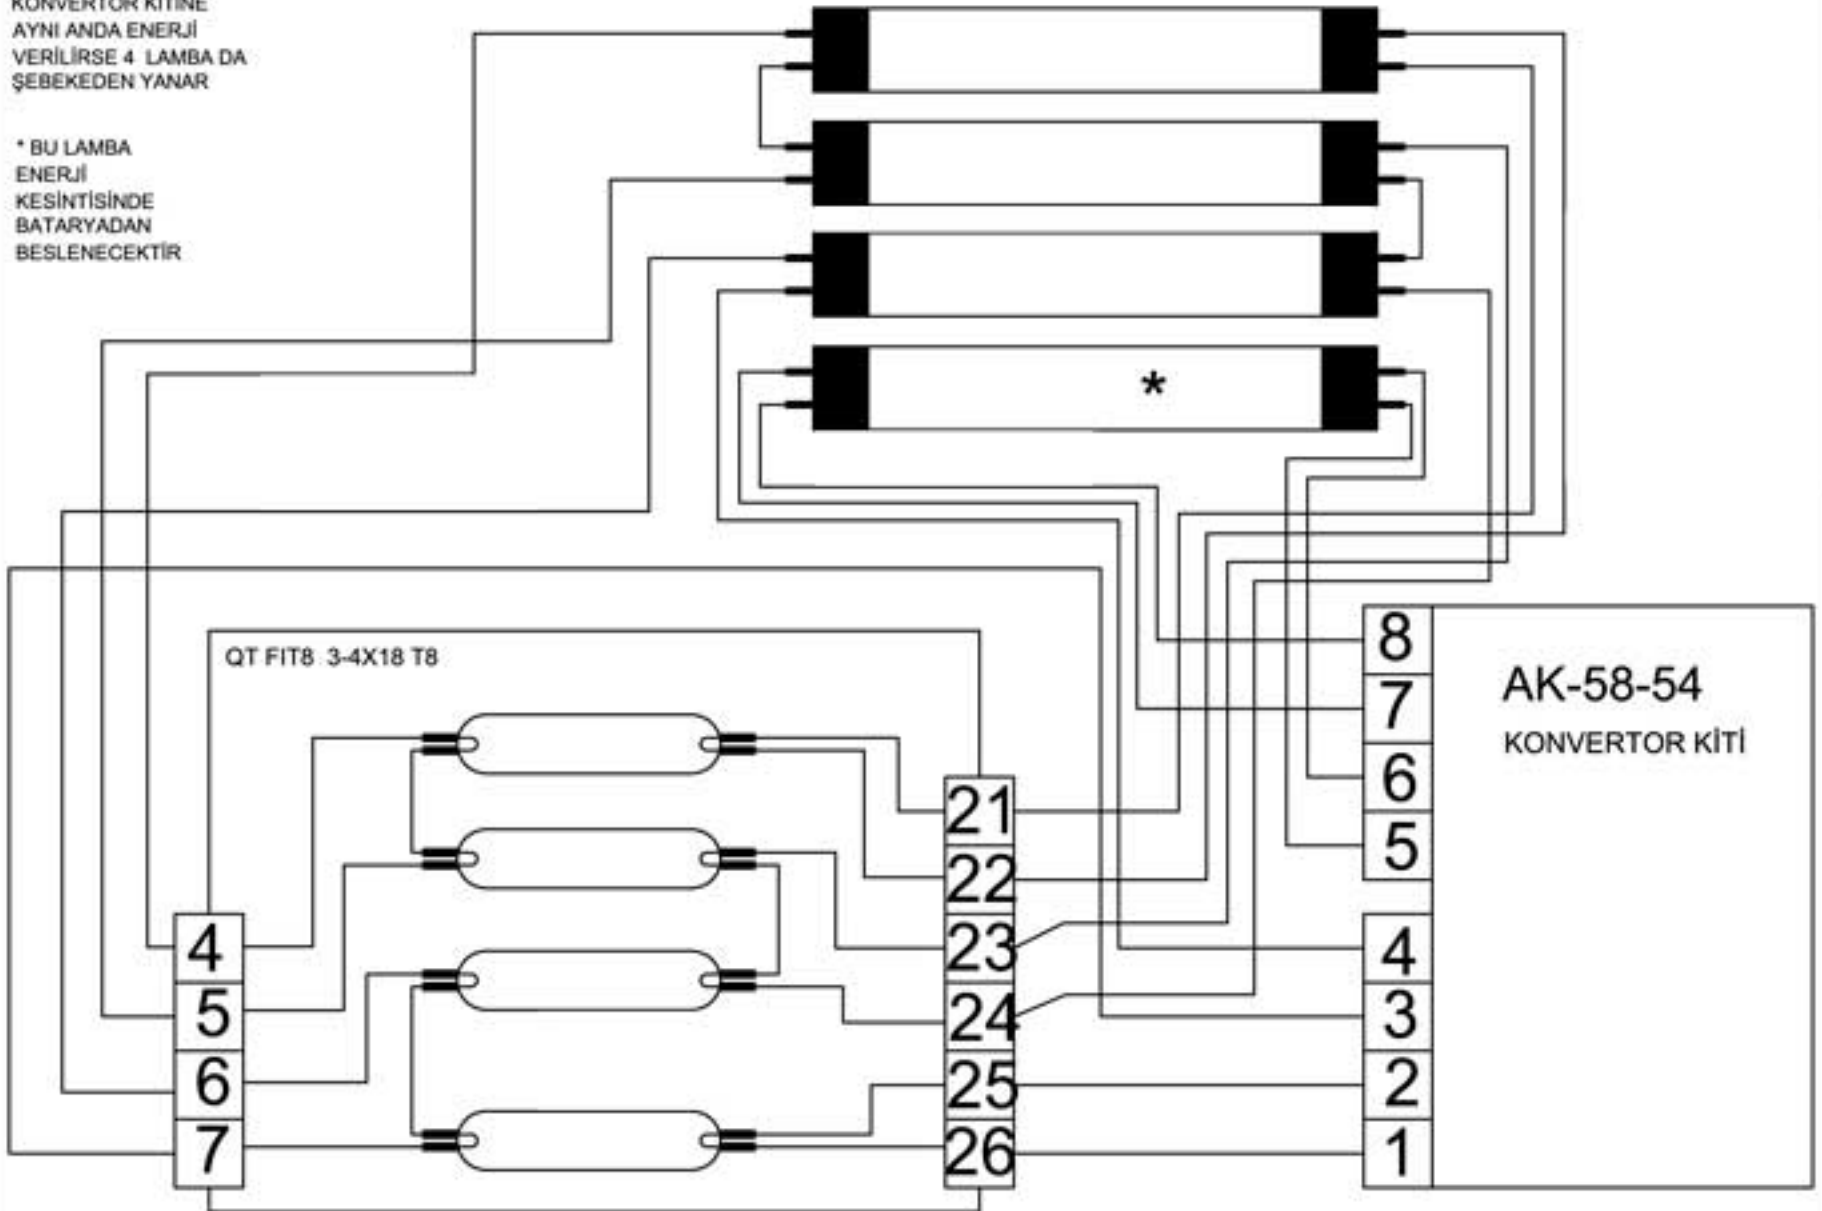 KONVERTÖR KİTİNE
AYNI ANDA ENERJİ
VERİLİRSE 4 LAMBA DA
ŞEBEKEDEN YANAR
* BU LAMBA
ENERJİ
KESİNTİSİNDE
BATARYADAN
BESLENECEKTİR
*
QT FIT8 3-4X18 T8
4
5
6
7
21
22
23
24
25
26
8
7
6
5
4
3
2
1
AK-58-54
KONVERTOR KİTİ